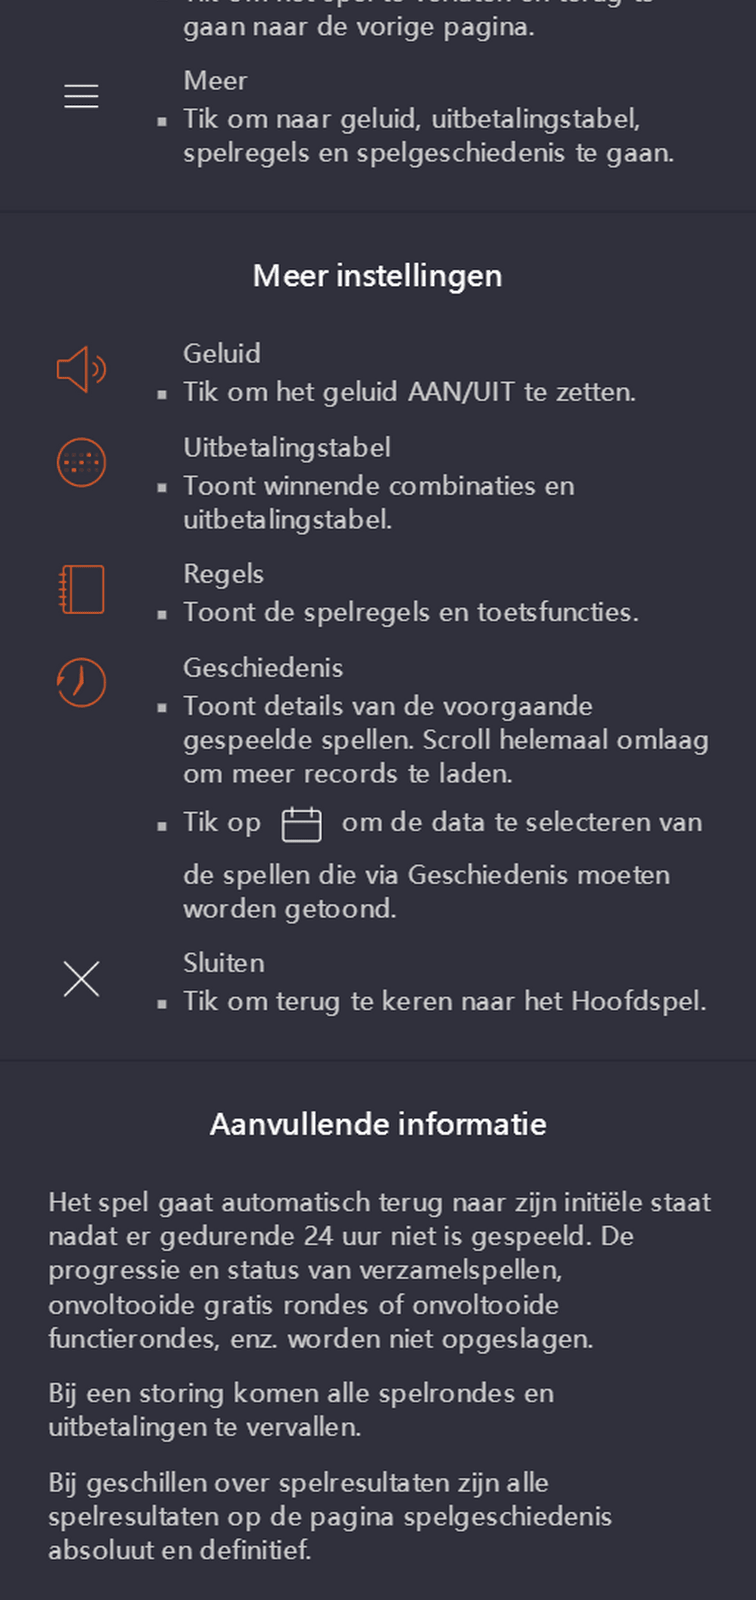 gaan naar de vorige pagina.
Meer
Tik om naar geluid, uitbetalingstabel,
spelregels en spelgeschiedenis te gaan.
Meer instellingen
Geluid
Tik om het geluid AAN/UIT te zetten.
Uitbetalingstabel
Toont winnende combinaties en
uitbetalingstabel.
Regels
Toont de spelregels en toetsfuncties.
Geschiedenis
Toont details van de voorgaande
gespeelde spellen. Scroll helemaal omlaag
om meer records te laden.
Tik op om de data te selecteren van
de spellen die via Geschiedenis moeten
worden getoond.
Sluiten
Tik om terug te keren naar het Hoofdspel.
Aanvullende informatie
Het spel gaat automatisch terug naar zijn initiële staat
nadat er gedurende 24 uur niet is gespeeld. De
progressie en status van verzamelspellen,
onvoltooide gratis rondes of onvoltooide
functierondes, enz. worden niet opgeslagen.
Bij een storing komen alle spelrondes en
uitbetalingen te vervallen.
Bij geschillen over spelresultaten zijn alle
spelresultaten op de pagina spelgeschiedenis
absoluut en definitief.